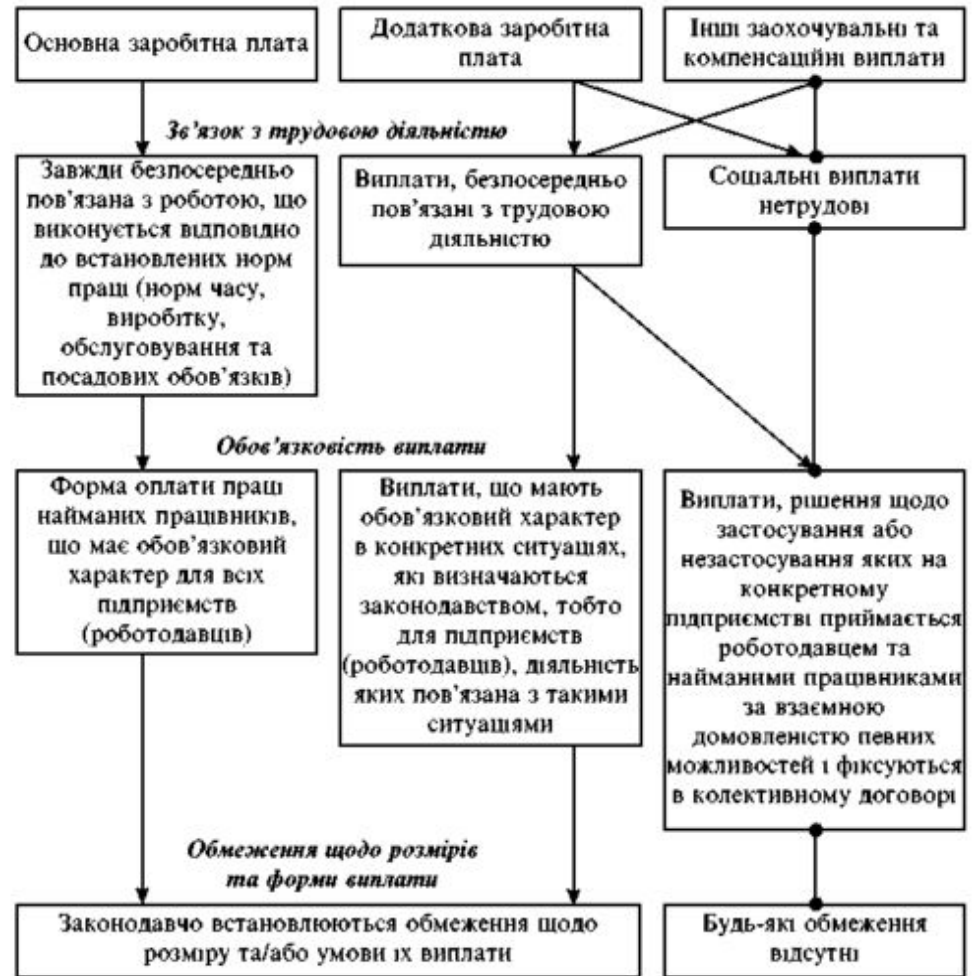 Основна заробітна плата
Додаткова заробітна
плата
Інші заохочувальні та
компенсаційні виплати
Зв’язок з трудовою діяльністю
Завжди безпосередньо
пов’язана з роботою, що
виконується відповідно
до встановлених норм
праці (норм часу,
виробітку,
обслуговування та
посадових обов’язків)
Виплати, безпосередньо
пов’язані з трудовою
діяльністю
Соціальні виплати
нетрудові
Обов’язковість виплати
Форма оплати праці
найманих працівників,
що має обов’язковий
характер для всіх
підприємств
(роботодавців)
Виплати, що мають
обов’язковий характер
в конкретних ситуаціях,
які визначаються
законодавством, тобто
для підприємств
(роботодавців), діяльність
яких пов’язана з такими
ситуаціями
Виплати, рішення щодо
застосування або
незастосування яких на
конкретному
підприємстві приймається
роботодавцем та
найманими працівниками
за взаємною
домовленістю певних
можливостей і фіксуються
в колективному договорі
Обмеження щодо розмірів
та форми виплати
Законодавчо встановлюються обмеження щодо
розміру та/або умови їх виплати
Будь-які обмеження
відсутні